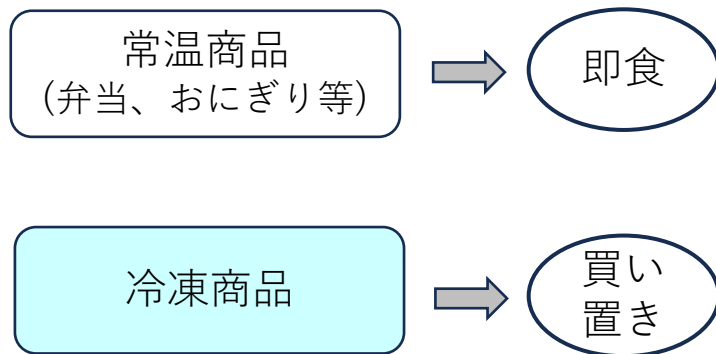 常温商品
(弁当、おにぎり等)
即食
冷凍商品
買い
置き